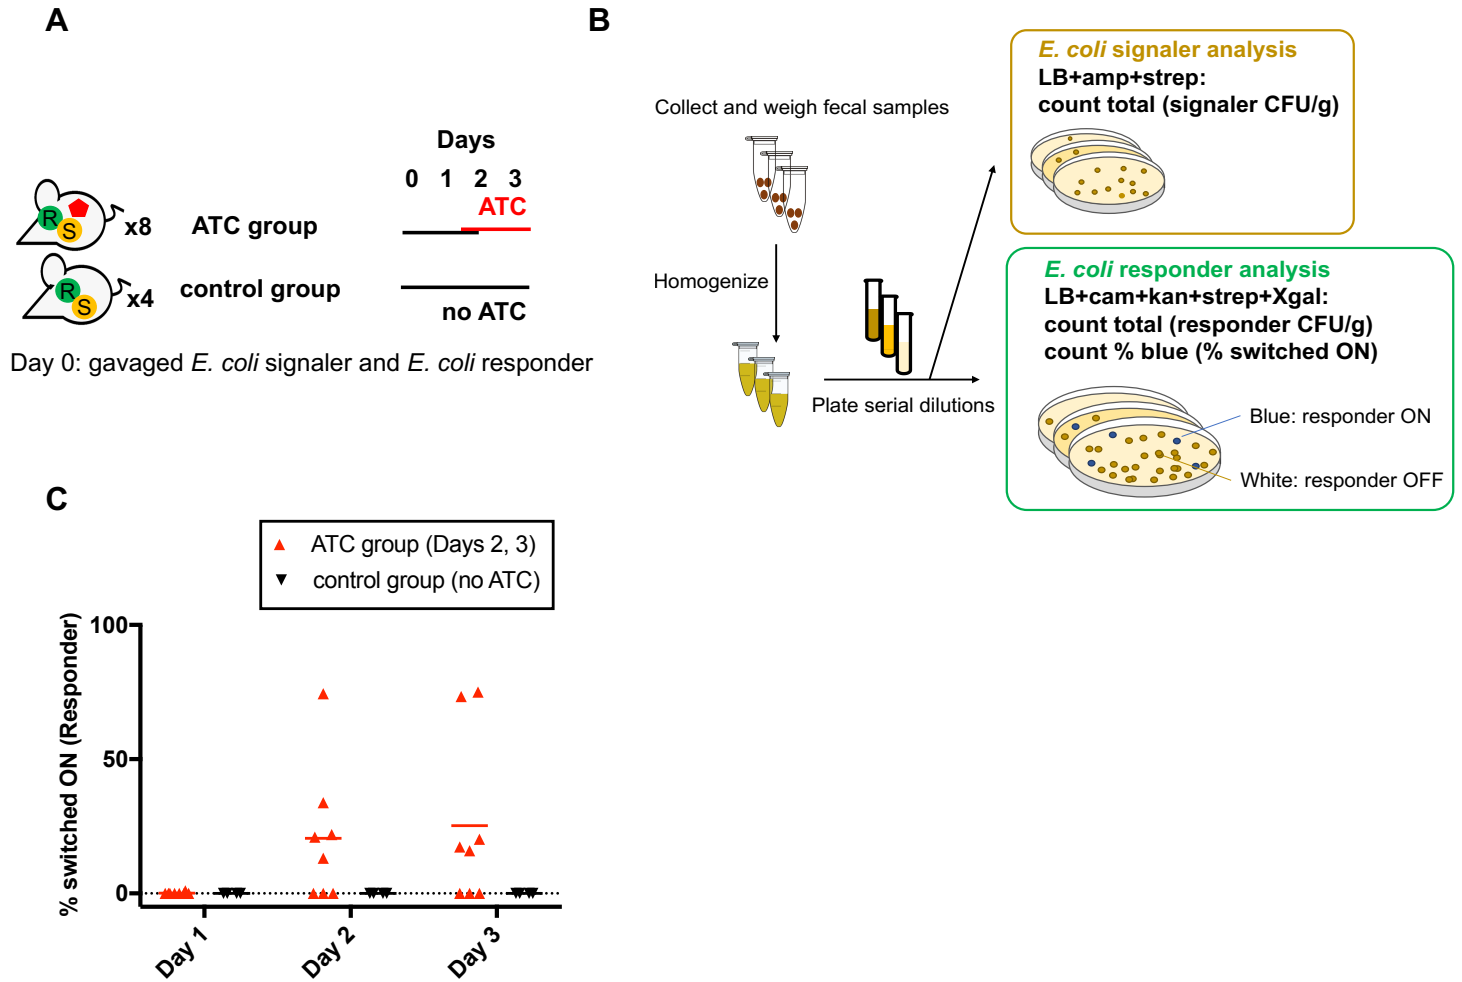 A
Days
0 1 2 3
ATC
R
S
x8
ATC group
R
S
x4
control group
no ATC
Day 0: gavaged E. coli signaler and E. coli responder
B
Collect and weigh fecal samples
Homogenize
Plate serial dilutions
E. coli signaler analysis
LB+amp+strep:
count total (signaler CFU/g)
E. coli responder analysis
LB+cam+kan+strep+Xgal:
count total (responder CFU/g)
count % blue (% switched ON)
Blue: responder ON
White: responder OFF
C
ATC group (Days 2, 3)
control group (no ATC)
% switched ON (Responder)
100
50
0
Day 1
Day 2
Day 3